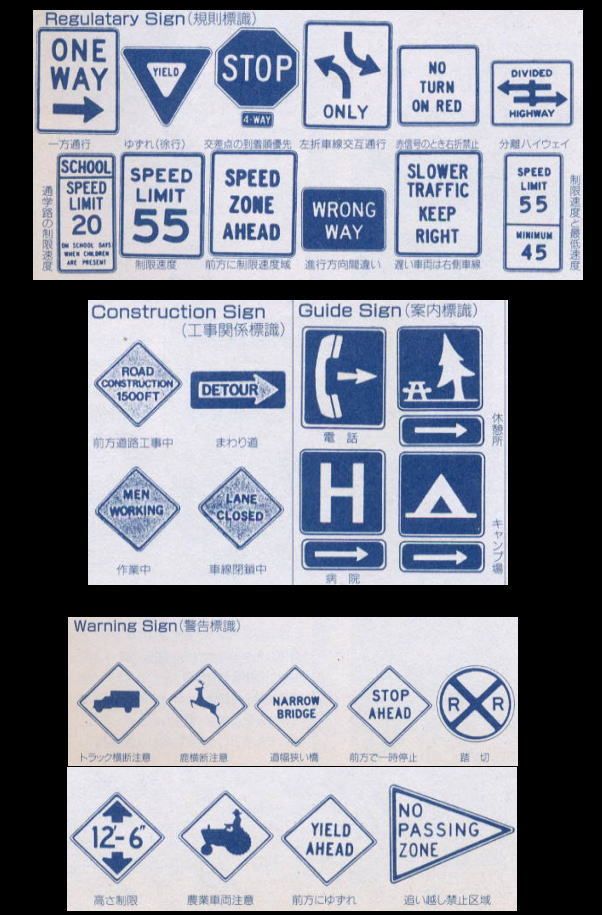 Regulatary Sign (規則標識)
ONE
WAY
YIELD
STOP
4-WAY
ONLY
NO
TURN
ON RED
DIVIDED
HIGHWAY
一方通行
ゆずれ(徐行)
交差点の到着順優先
左折車線交互通行
赤信号のとき右折禁止
分離ハイウェイ
SCHOOL
SPEED
LIMIT
20
ON SCHOOL DAYS
WHEN CHILDREN
ARE PRESENT
通学路の制限速度
SPEED
LIMIT
55
制限速度
SPEED
ZONE
AHEAD
前方に制限速度域
WRONG
WAY
進行方向間違い
SLOWER
TRAFFIC
KEEP
RIGHT
遅い車両は右側車線
SPEED
LIMIT
55
MINIMUM
45
制限速度と最低速度
Construction Sign
(工事関係標識)
ROAD
CONSTRUCTION
1500FT
前方道路工事中
DETOUR
まわり道
MEN
WORKING
作業中
LANE
CLOSED
車線閉鎖中
Guide Sign (案内標識)
電話
休憩所
H
病院
キャンプ場
Warning Sign (警告標識)
NARROW
BRIDGE
STOP
AHEAD
R R
トラック横断注意
鹿横断注意
道幅狭い橋
前方で一時停止
踏切
12'-6"
YIELD
AHEAD
NO
PASSING
ZONE
高さ制限
農業車両注意
前方にゆずれ
追い越し禁止区域